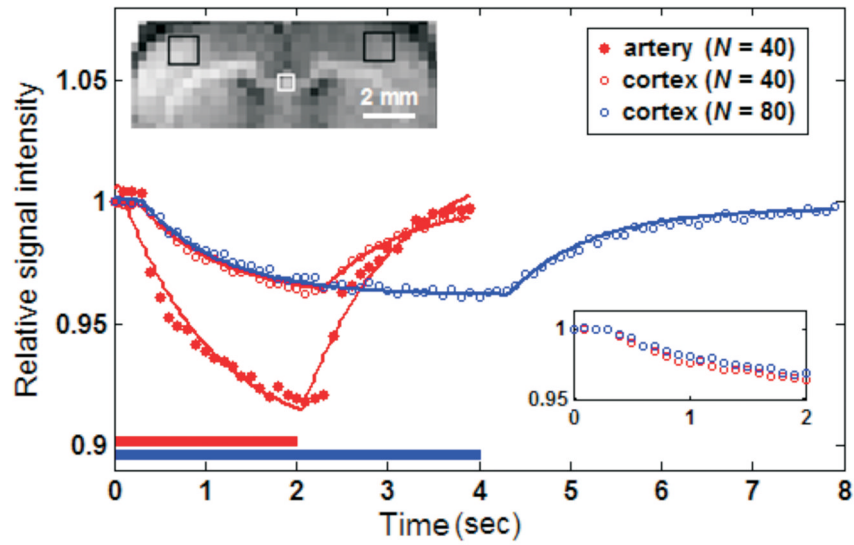 2 mm
artery (N = 40)
cortex (N = 40)
cortex (N = 80)
Relative signal intensity
1.05
1
0.95
0.9
1
0.95
0 1 2
0 1 2 3 4 5 6 7 8
Time (sec)